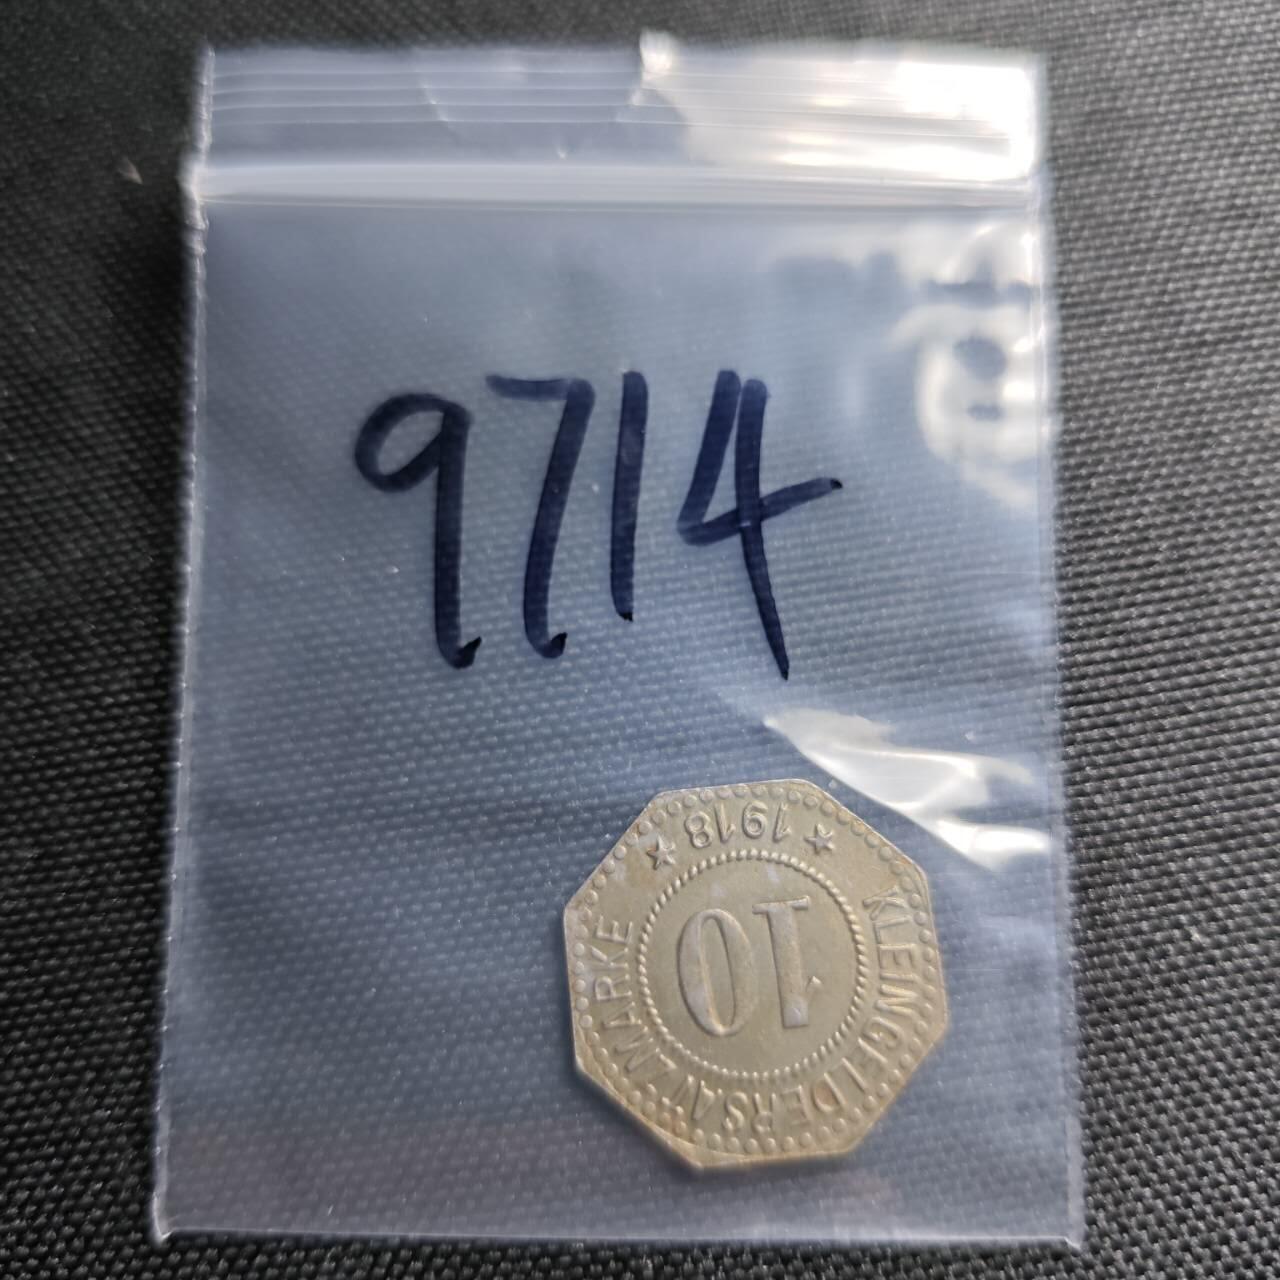 9714
KLEINGELDERSATZMARKE
10
★ 1918 ★